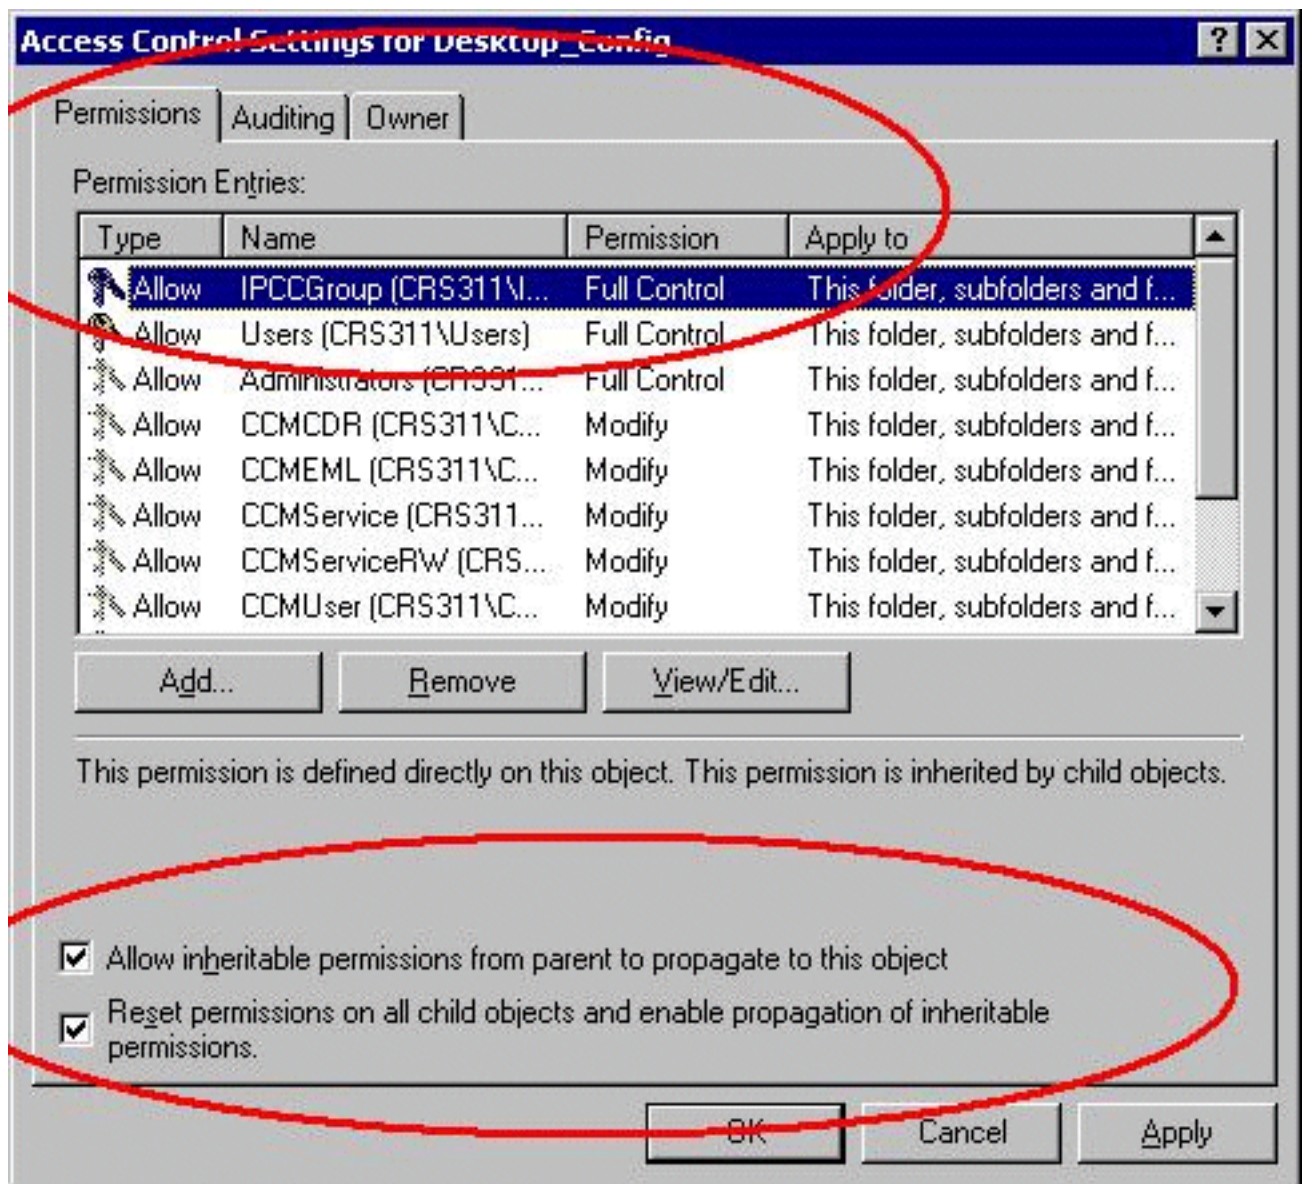 Access Control Settings for Desktop_Config
Permissions Auditing Owner
Permission Entries:
Type Name Permission Apply to
Allow IPCCGroup (CRS311\I... Full Control This folder, subfolders and f...
Allow Users (CRS311\Users) Full Control This folder, subfolders and f...
Allow Administrators (CRS31... Full Control This folder, subfolders and f...
Allow CCMCDR (CRS311\C... Modify This folder, subfolders and f...
Allow CCMEML (CRS311\C... Modify This folder, subfolders and f...
Allow CCMService (CRS311... Modify This folder, subfolders and f...
Allow CCMServiceRW (CRS... Modify This folder, subfolders and f...
Allow CCMUser (CRS311\C... Modify This folder, subfolders and f...
Add... Remove View/Edit...
This permission is defined directly on this object. This permission is inherited by child objects.
Allow inheritable permissions from parent to propagate to this object
Reset permissions on all child objects and enable propagation of inheritable
permissions.
OK Cancel Apply